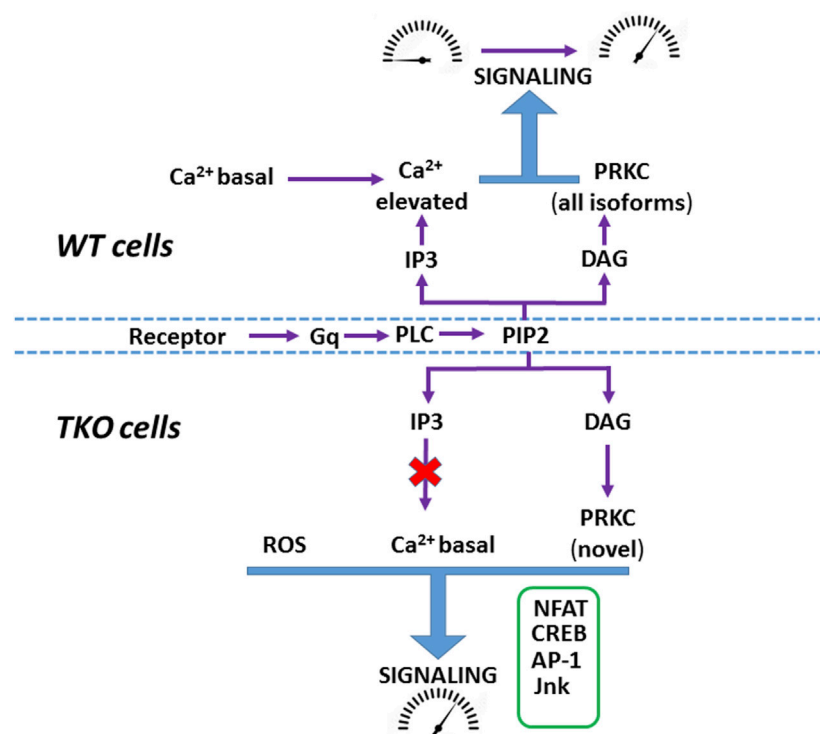 SIGNALING
Ca²⁺ basal
Ca²⁺
elevated
PRKC
(all isoforms)
WT cells
IP3
DAG
Receptor
Gq
PLC
PIP2
TKO cells
IP3
DAG
ROS
Ca²⁺ basal
PRKC
(novel)
NFAT
CREB
AP-1
Jnk
SIGNALING